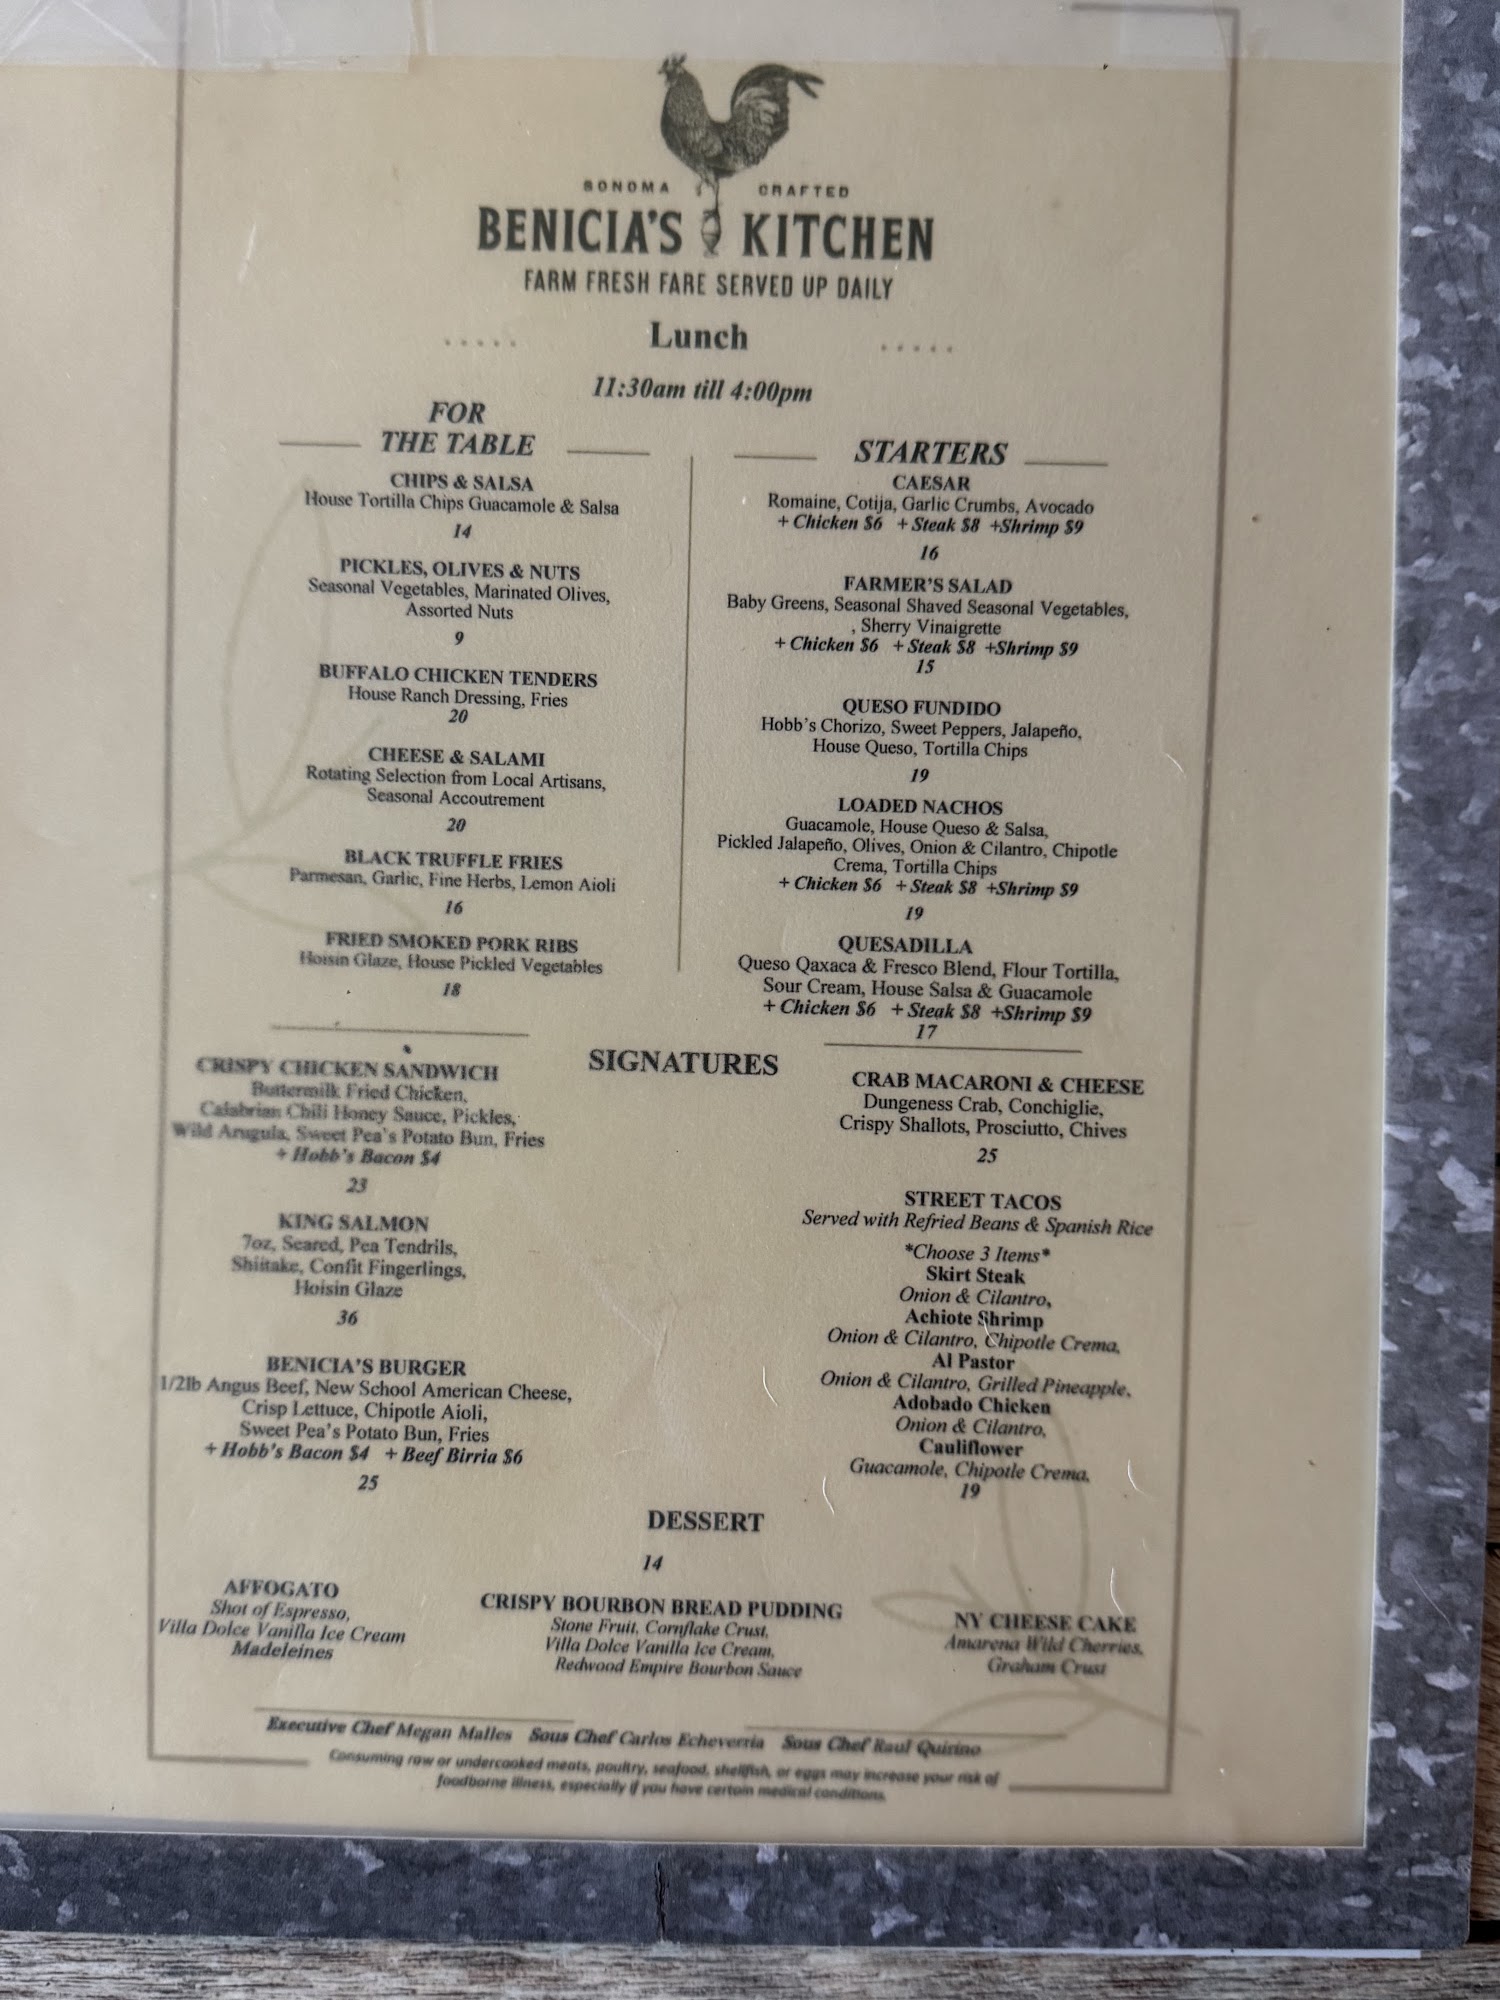 SONOMA CRAFTED
BENICIA'S KITCHEN
FARM FRESH FARE SERVED UP DAILY
Lunch
11:30am till 4:00pm
FOR
THE TABLE
CHIPS & SALSA
House Tortilla Chips Guacamole & Salsa
14
PICKLES, OLIVES & NUTS
Seasonal Vegetables, Marinated Olives,
Assorted Nuts
9
BUFFALO CHICKEN TENDERS
House Ranch Dressing, Fries
20
CHEESE & SALAMI
Rotating Selection from Local Artisans,
Seasonal Accoutrement
20
BLACK TRUFFLE FRIES
Parmesan, Garlic, Fine Herbs, Lemon Aioli
16
FRIED SMOKED PORK RIBS
Hoisin Glaze, House Pickled Vegetables
18
STARTERS
CAESAR
Romaine, Cotija, Garlic Crumbs, Avocado
+ Chicken $6 + Steak $8 +Shrimp $9
16
FARMER'S SALAD
Baby Greens, Seasonal Shaved Seasonal Vegetables,
, Sherry Vinaigrette
+ Chicken $6 + Steak $8 +Shrimp $9
15
QUESO FUNDIDO
Hobb's Chorizo, Sweet Peppers, Jalapeño,
House Queso, Tortilla Chips
19
LOADED NACHOS
Guacamole, House Queso & Salsa,
Pickled Jalapeño, Olives, Onion & Cilantro, Chipotle
Crema, Tortilla Chips
+ Chicken $6 + Steak $8 +Shrimp $9
19
QUESADILLA
Queso Qaxaca & Fresco Blend, Flour Tortilla,
Sour Cream, House Salsa & Guacamole
+ Chicken $6 + Steak $8 +Shrimp $9
17
SIGNATURES
CRISPY CHICKEN SANDWICH
Buttermilk Fried Chicken,
Calabrian Chili Honey Sauce, Pickles,
Wild Arugula, Sweet Pea's Potato Bun, Fries
+ Hobb's Bacon $4
23
KING SALMON
7oz, Seared, Pea Tendrils,
Shiitake, Confit Fingerlings,
Hoisin Glaze
36
BENICIA'S BURGER
1/2lb Angus Beef, New School American Cheese,
Crisp Lettuce, Chipotle Aioli,
Sweet Pea's Potato Bun, Fries
+ Hobb's Bacon $4 + Beef Birria $6
25
CRAB MACARONI & CHEESE
Dungeness Crab, Conchiglie,
Crispy Shallots, Prosciutto, Chives
25
STREET TACOS
Served with Refried Beans & Spanish Rice
*Choose 3 Items*
Skirt Steak
Onion & Cilantro,
Achiote Shrimp
Onion & Cilantro, Chipotle Crema,
Al Pastor
Onion & Cilantro, Grilled Pineapple,
Adobado Chicken
Onion & Cilantro,
Cauliflower
Guacamole, Chipotle Crema,
19
DESSERT
14
AFFOGATO
Shot of Espresso,
Villa Dolce Vanilla Ice Cream
Madeleines
CRISPY BOURBON BREAD PUDDING
Stone Fruit, Cornflake Crust,
Villa Dolce Vanilla Ice Cream,
Redwood Empire Bourbon Sauce
NY CHEESE CAKE
Amarena Wild Cherries,
Graham Crust
Executive Chef Megan Malles Sous Chef Carlos Echeverria Sous Chef Raul Quirino
Consuming raw or undercooked meats, poultry, seafood, shellfish, or eggs may increase your risk of
foodborne illness, especially if you have certain medical conditions.